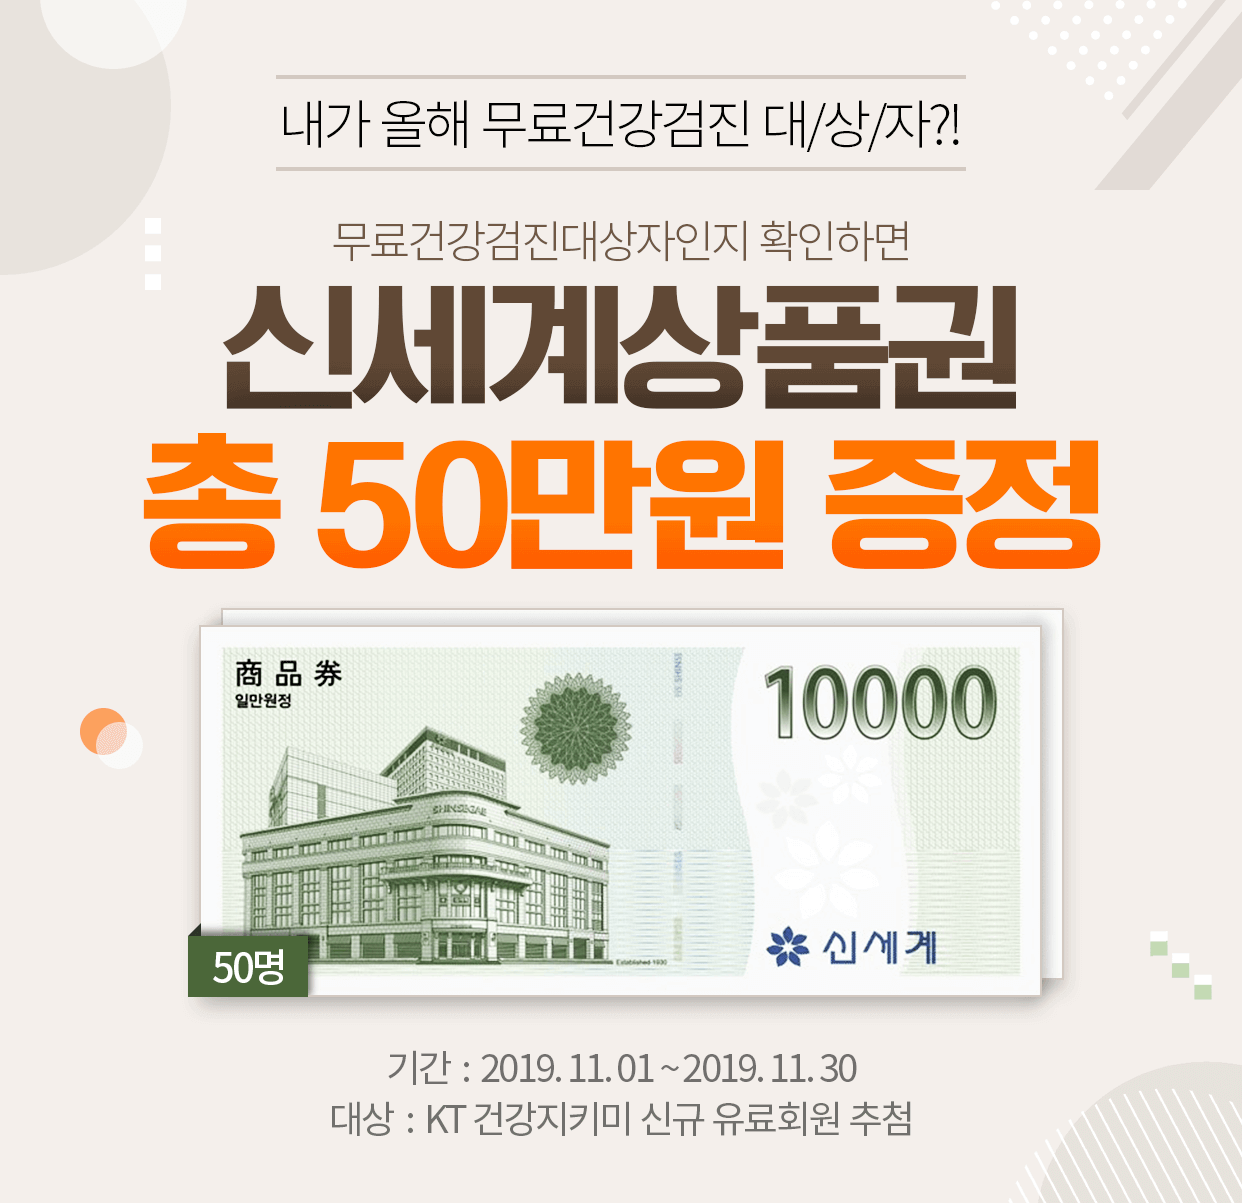 내가 올해 무료건강검진 대/상/자?!
무료건강검진대상자인지 확인하면
신세계상품권
총 50만원 증정
商品券
일만원정
10000
SHINSEGAE
Established 1930
신세계
50명
기간 : 2019. 11. 01 ~ 2019. 11. 30
대상 : KT 건강지키미 신규 유료회원 추첨